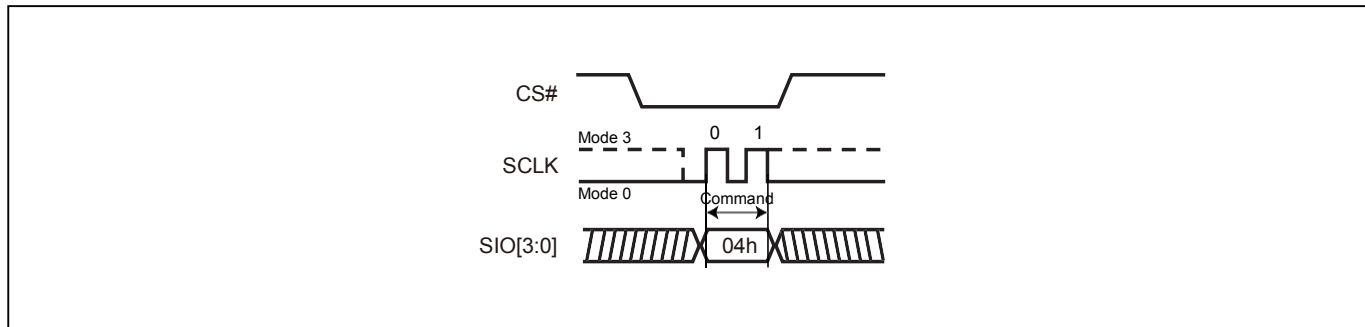 CS#
Mode 3
0 1
SCLK
Mode 0
Command
SIO[3:0]
04h